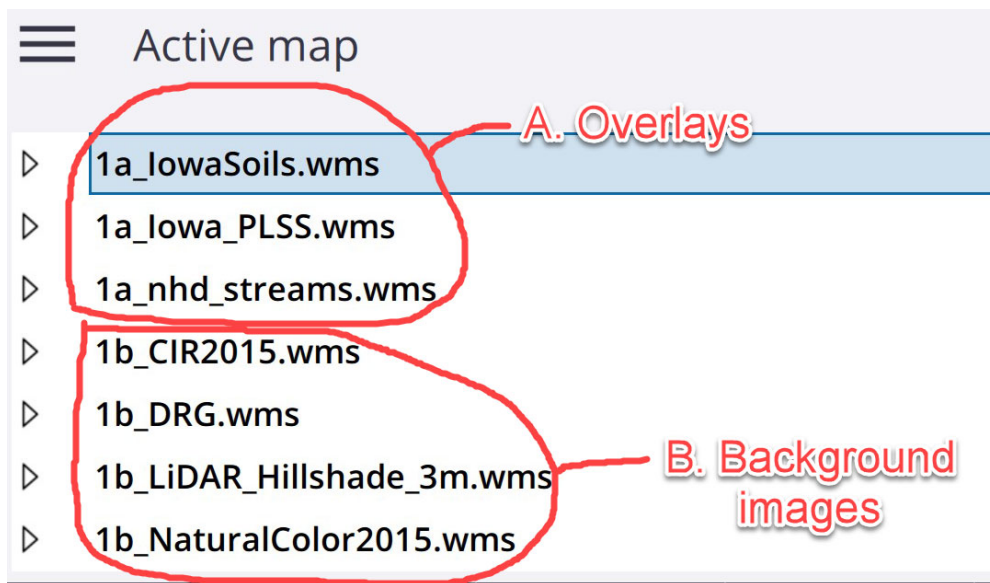 Active map
A. Overlays
1a_IowaSoils.wms
1a_Iowa_PLSS.wms
1a_nhd_streams.wms
1b_CIR2015.wms
1b_DRG.wms
1b_LiDAR_Hillshade_3m.wms
B. Background
images
1b_NaturalColor2015.wms